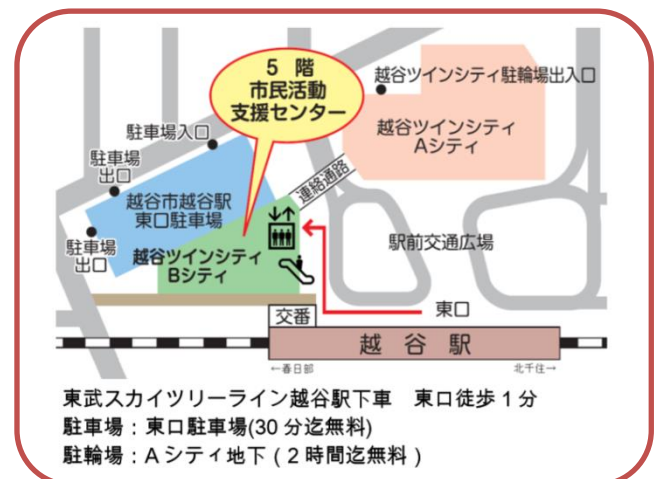 5 階
市民活動
支援センター
越谷ツインシティ駐輪場出入口
越谷ツインシティ
Aシティ
駐車場入口
駐車場
出口
越谷市越谷駅
東口駐車場
連絡通路
駐車場
出口
越谷ツインシティ
Bシティ
駅前交通広場
交番
東口
越谷駅
←春日部
北千住→
東武スカイツリーライン越谷駅下車 東口徒歩1分
駐車場：東口駐車場(30分迄無料)
駐輪場：Aシティ地下(2時間迄無料)